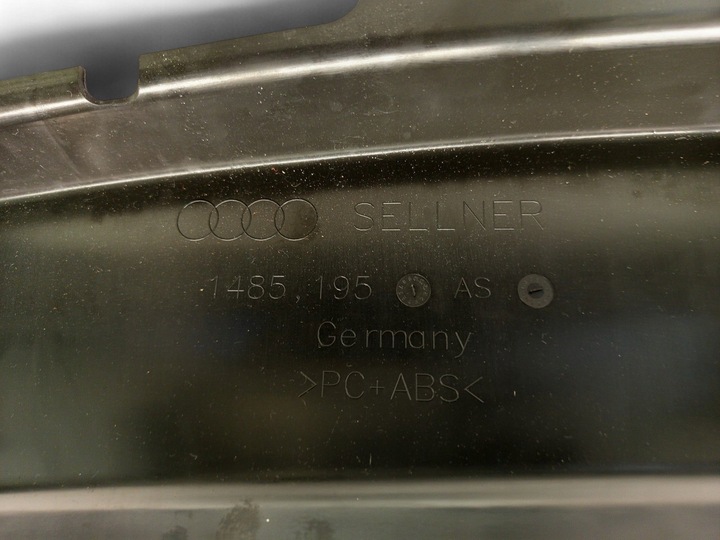 SELLNER
1485.195 AS
Germany
>PC+ABS<